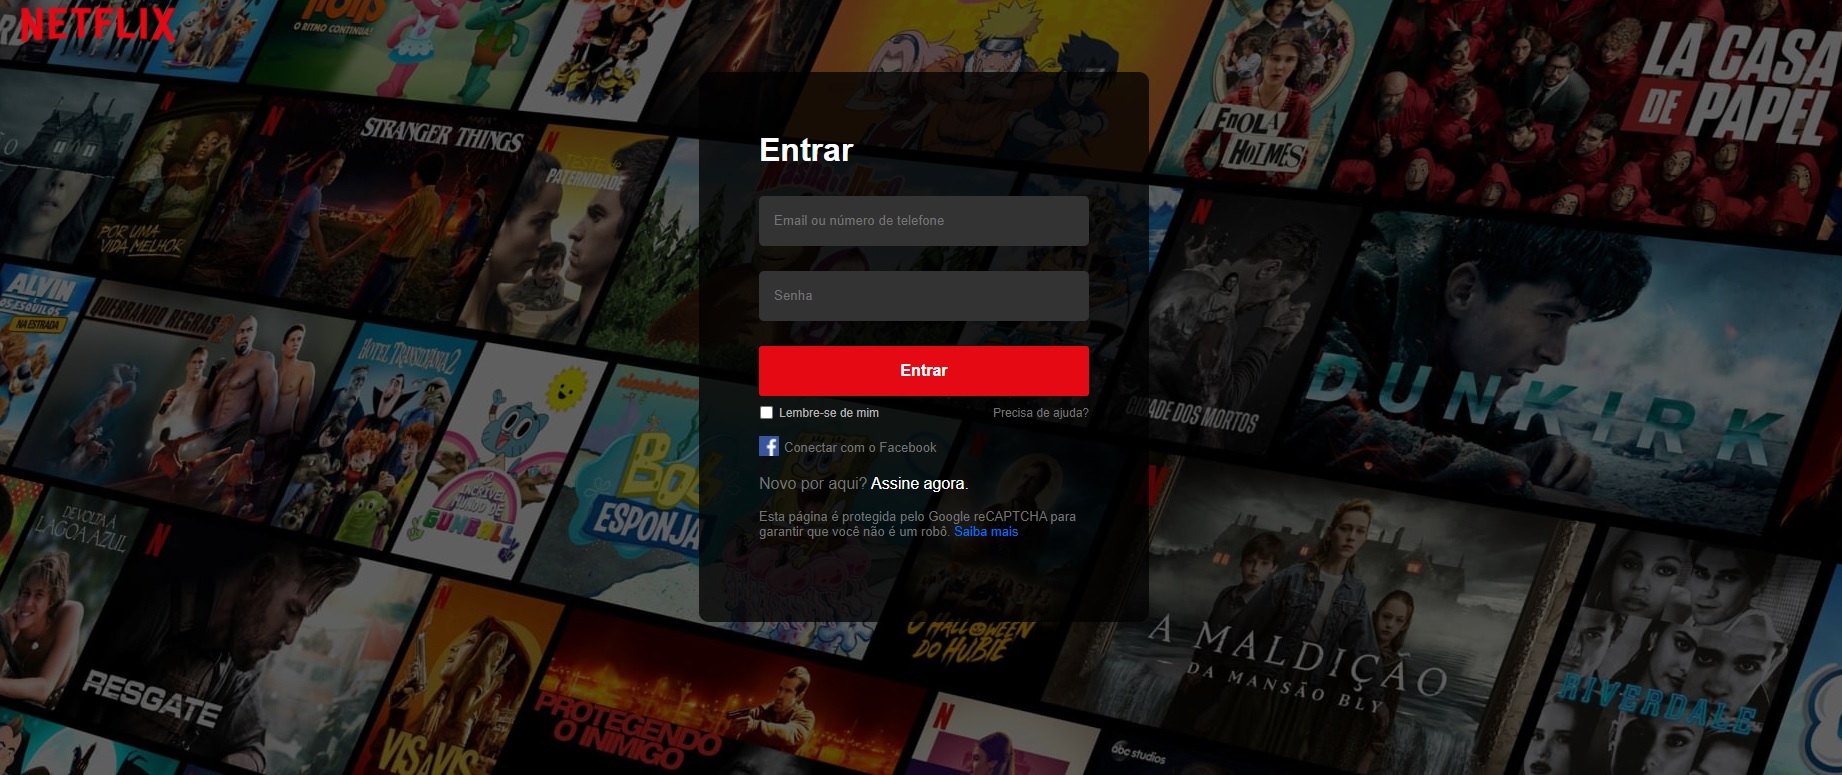 NETFLIX
O RITMO CONTINUA!
LA CASA
DE PAPEL
STRANGER THINGS
TESTE DE
PATERNIDADE
ENOLA
HOLMES
POR UMA
VIDA MELHOR
Entrar
Email ou número de telefone
Senha
Entrar
Lembre-se de mim
Precisa de ajuda?
Conectar com o Facebook
Novo por aqui? Assine agora.
Esta página é protegida pelo Google reCAPTCHA para
garantir que você não é um robô. Saiba mais
ALVIN
E OS ESQUILOS
NA ESTRADA
QUEBRANDO REGRAS 2
HOTEL TRANSILVÂNIA 2
nickelodeon
CIDADE DOS MORTOS
DUNKIRK
DE VOLTA À
LAGOA AZUL
O INCRÍVEL
MUNDO DE
GUMBALL
BOB
ESPONJA
RESGATE
VIS A VIS
PROTEGENDO
O INIMIGO
O HALLOWEEN
DO HUBIE
A MALDIÇÃO
DA MANSÃO BLY
RIVERDALE
abc studios